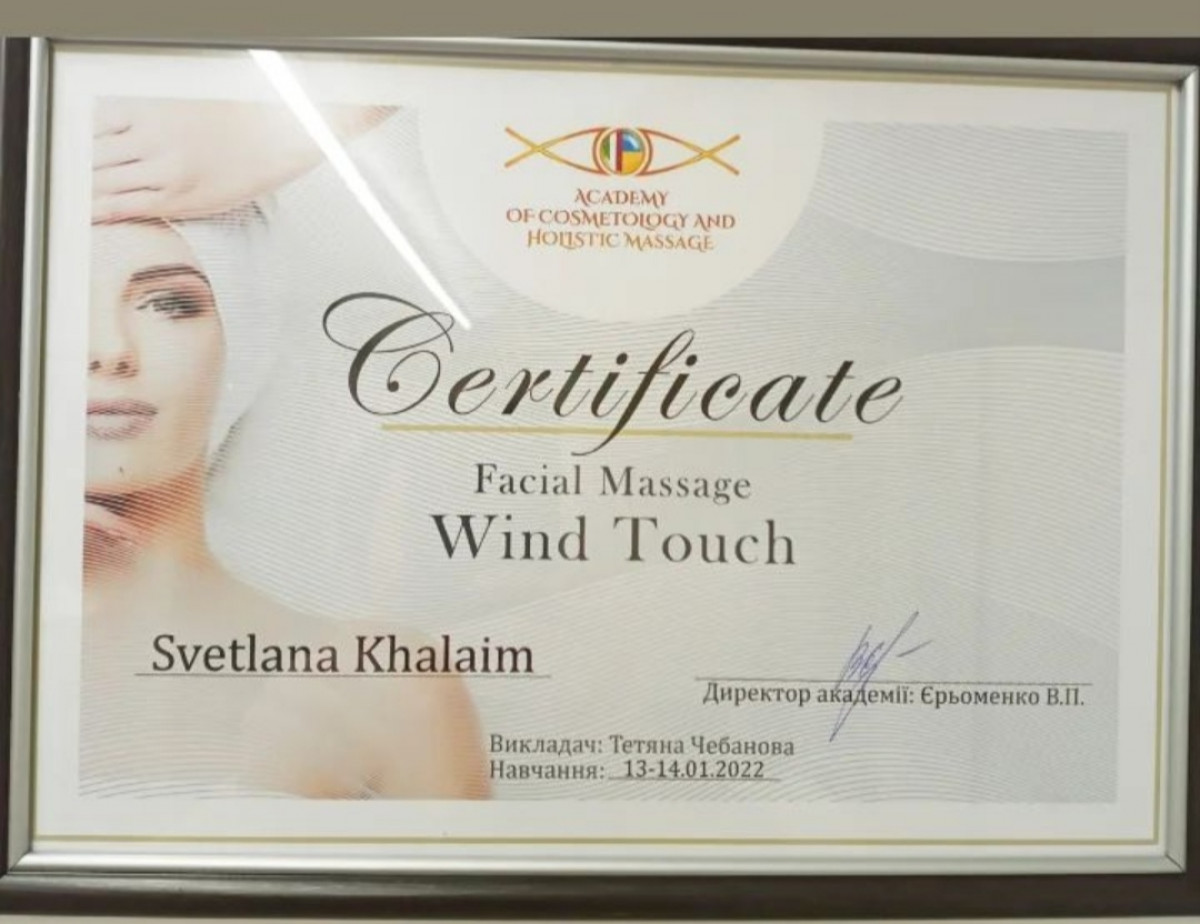 ACADEMY
OF COSMETOLOGY AND
HOLISTIC MASSAGE
Certificate
Facial Massage
Wind Touch
Svetlana Khalaim
Директор академії: Єрьоменко В.П.
Викладач: Тетяна Чебанова
Навчання: 13-14.01.2022